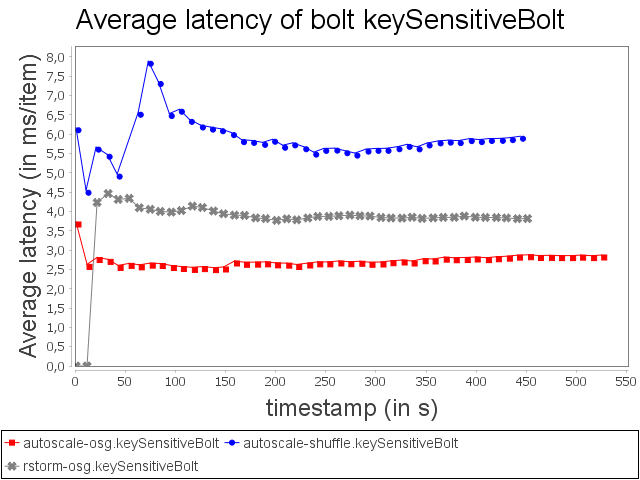 Average latency of bolt keySensitiveBolt
Average latency (in ms/item)
8,0
7,5
7,0
6,5
6,0
5,5
5,0
4,5
4,0
3,5
3,0
2,5
2,0
1,5
1,0
0,5
0,0
0 50 100 150 200 250 300 350 400 450 500 550
timestamp (in s)
autoscale-osg.keySensitiveBolt autoscale-shuffle.keySensitiveBolt
rstorm-osg.keySensitiveBolt